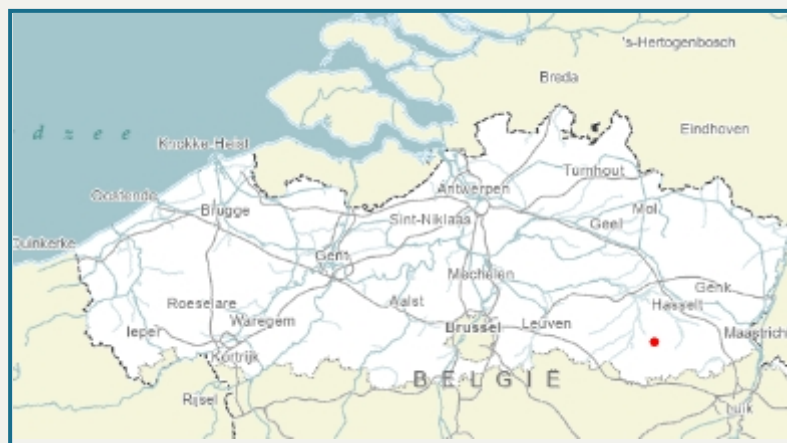 's-Hertogenbosch
Breda
d z e e
Eindhoven
Knokke-Heist
Turnhout
Antwerpen
Oostende
Mol
Brugge
Sint-Niklaas
Geel
Duinkerke
Gent
Mechelen
Genk
Roeselare
Aalst
Hasselt
Waregem
Brussel
Leuven
Ieper
Maastrich
Kortrijk
BELGIË
Rijsel
Luik